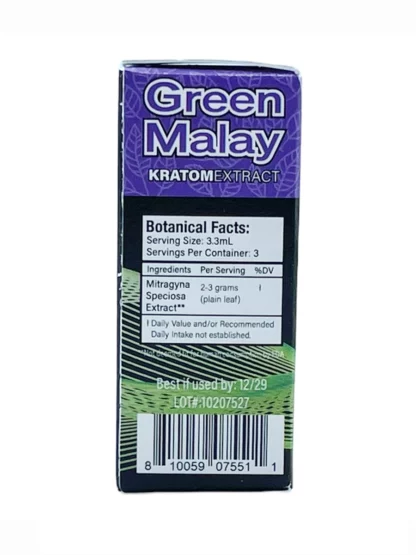 Green
Malay
KRATOMEXTRACT
Botanical Facts:
Serving Size: 3.3mL
Servings Per Container: 3
Ingredients Per Serving %DV
Mitragyna 2-3 grams I
Speciosa (plain leaf)
Extract**
I Daily Value and/or Recommended
Daily Intake not established.
Best if used by: 12/29
LOT#:10207527
8 10059 07551 1